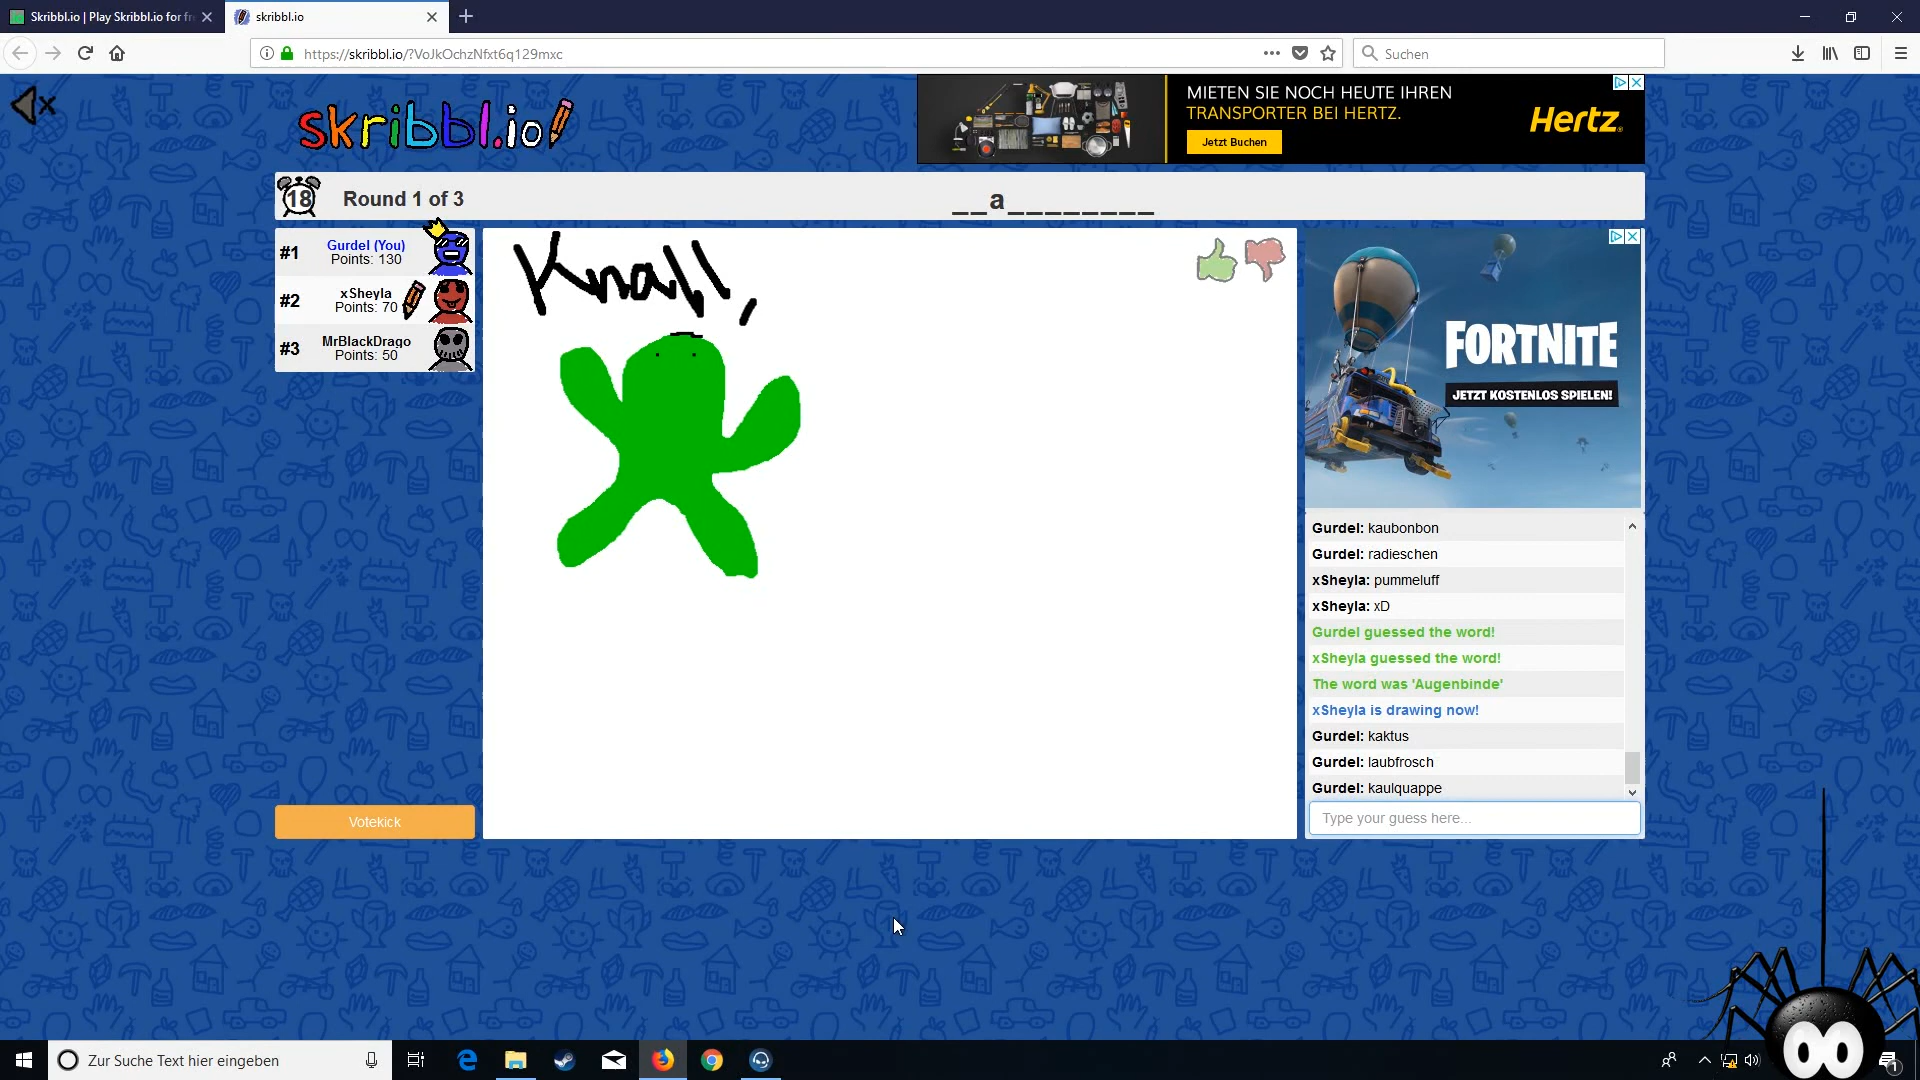 Skribbl.io | Play Skribbl.io for fr
skribbl.io
https://skribbl.io/?VoJkOchzNfxt6q129mxc
Suchen
skribbl.io
MIETEN SIE NOCH HEUTE IHREN
TRANSPORTER BEI HERTZ.
Jetzt Buchen
Hertz.
18
Round 1 of 3
__a________
#1
Gurdel (You)
Points: 130
#2
xSheyla
Points: 70
#3
MrBlackDrago
Points: 50
Knall,
FORTNITE
JETZT KOSTENLOS SPIELEN!
Gurdel: kaubonbon
Gurdel: radieschen
xSheyla: pummeluff
xSheyla: xD
Gurdel guessed the word!
xSheyla guessed the word!
The word was 'Augenbinde'
xSheyla is drawing now!
Gurdel: kaktus
Gurdel: laubfrosch
Gurdel: kaulquappe
Votekick
Type your guess here...
Zur Suche Text hier eingeben
1